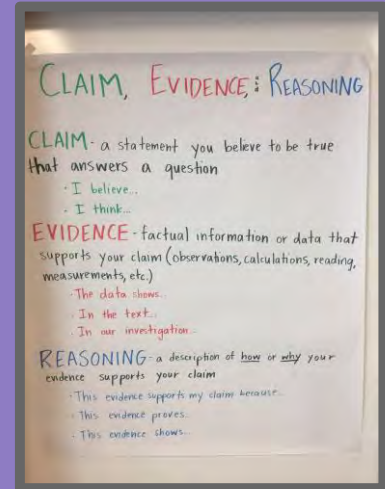 CLAIM, EVIDENCE, & REASONING
CLAIM - a statement you believe to be true
that answers a question
· I believe...
· I think...
EVIDENCE - factual information or data that
supports your claim (observations, calculations, reading,
measurements, etc.)
· The data shows...
· In the text...
· In our investigation...
REASONING - a description of how or why your
evidence supports your claim
· This evidence supports my claim because...
· This evidence proves...
· This evidence shows...